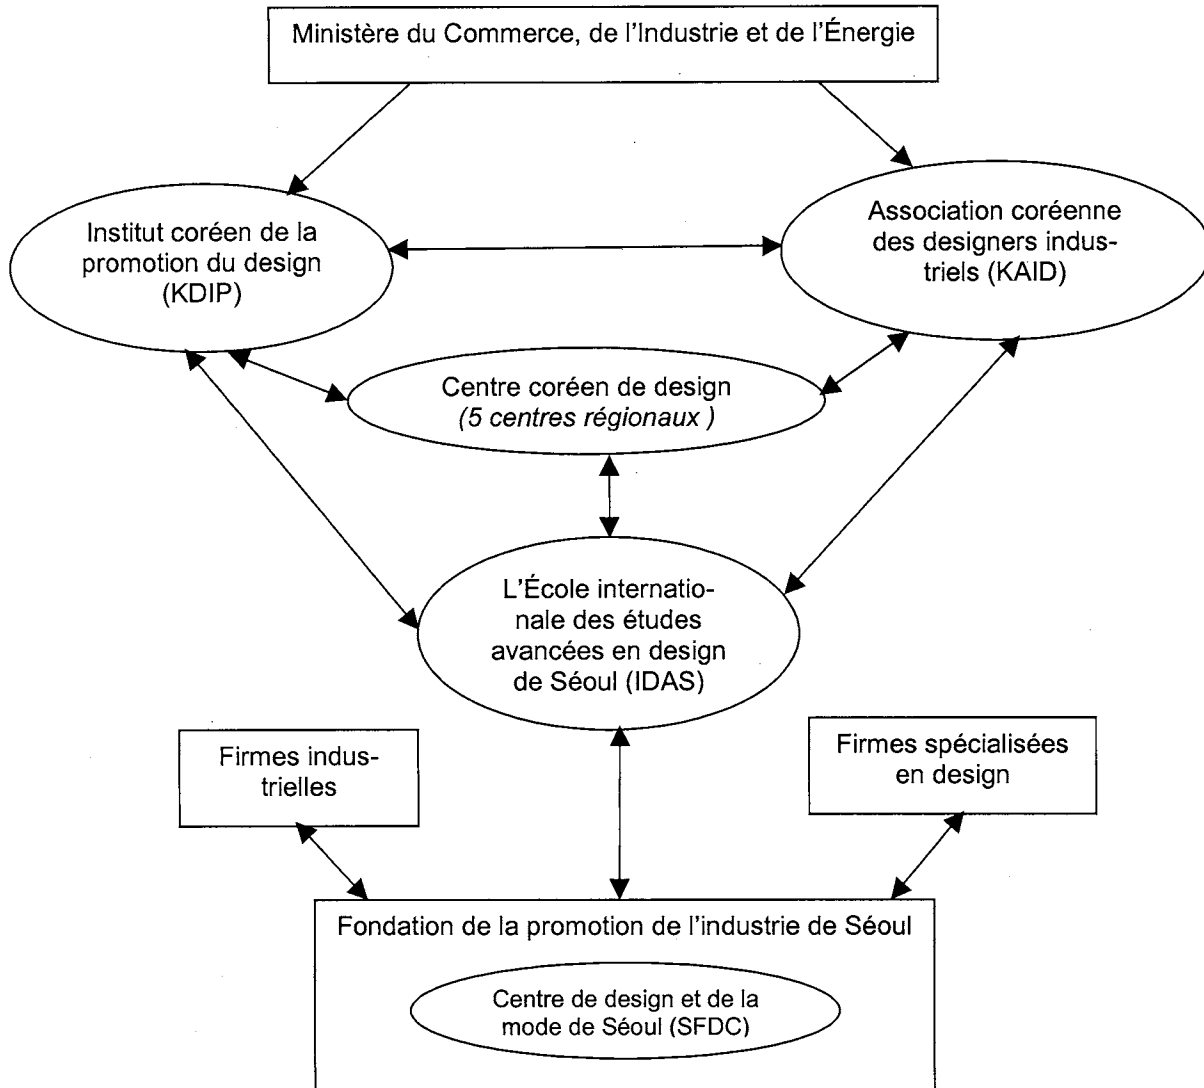 Ministère du Commerce, de l'Industrie et de l'Énergie
Institut coréen de la
promotion du design
(KDIP)
Association coréenne
des designers indus-
triels (KAID)
Centre coréen de design
(5 centres régionaux )
L'École internatio-
nale des études
avancées en design
de Séoul (IDAS)
Firmes indus-
trielles
Firmes spécialisées
en design
Fondation de la promotion de l'industrie de Séoul
Centre de design et de la
mode de Séoul (SFDC)